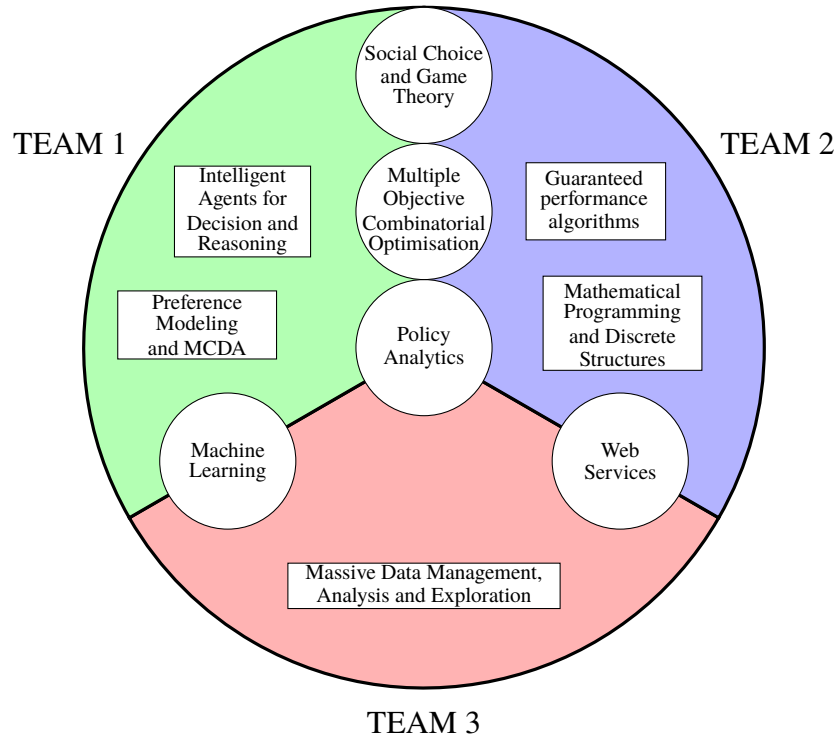 Social Choice
and Game
Theory
TEAM 1
TEAM 2
Intelligent
Agents for
Decision and
Reasoning
Multiple
Objective
Combinatorial
Optimisation
Guaranteed
performance
algorithms
Preference
Modeling
and MCDA
Policy
Analytics
Mathematical
Programming
and Discrete
Structures
Machine
Learning
Web
Services
Massive Data Management,
Analysis and Exploration
TEAM 3